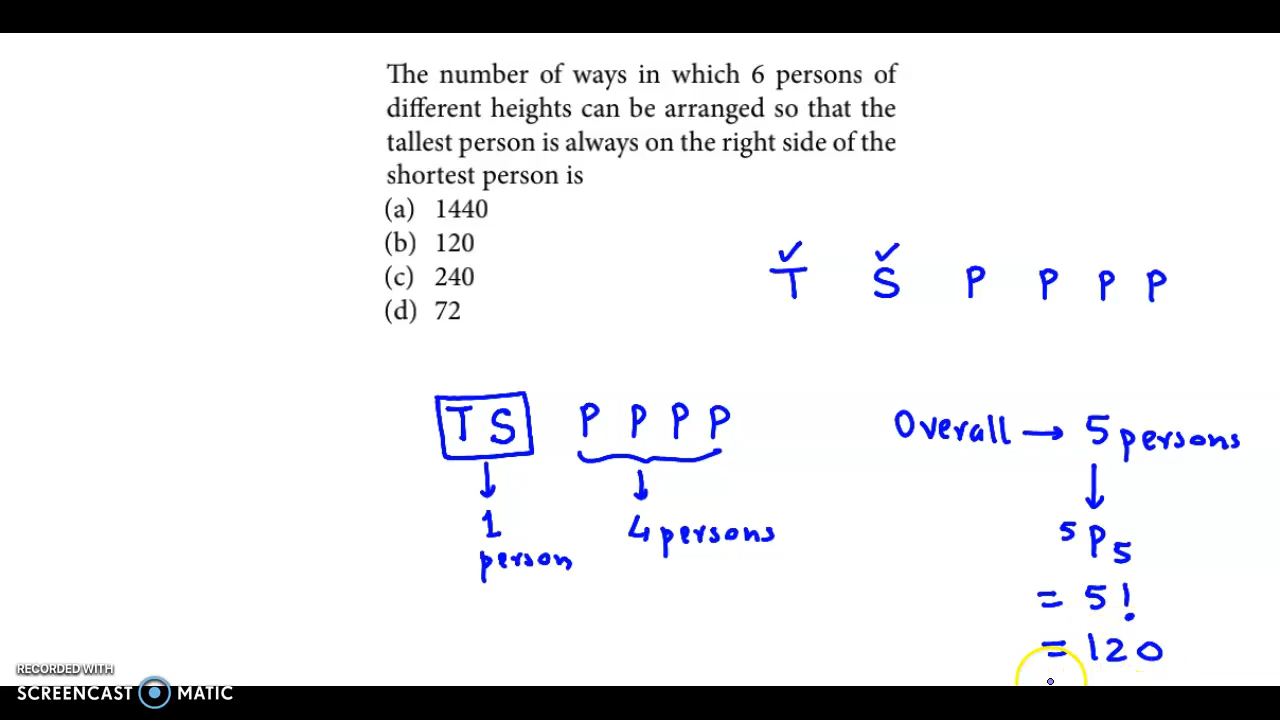 The number of ways in which 6 persons of
different heights can be arranged so that the
tallest person is always on the right side of the
shortest person is
(a) 1440
(b) 120
(c) 240
(d) 72
T S P P P P
T S P P P P
Overall → 5 persons
1
person
4 persons
⁵P₅
= 5!
= 120
RECORDED WITH
SCREENCAST MATIC